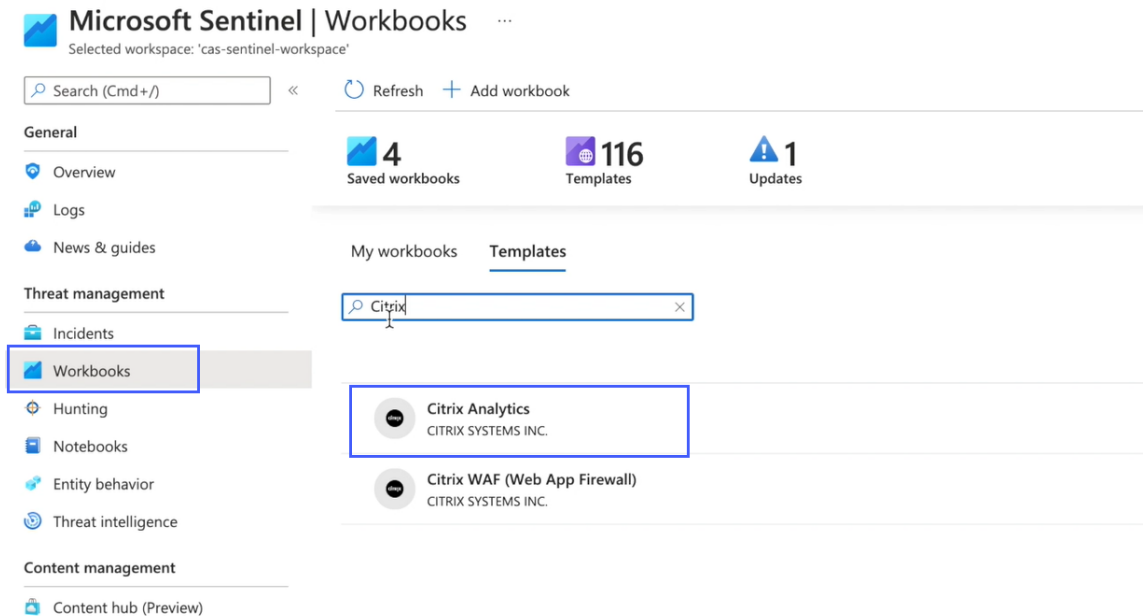 Microsoft Sentinel | Workbooks ...
Selected workspace: 'cas-sentinel-workspace'
Search (Cmd+/)
«
Refresh
+ Add workbook
General
Overview
Logs
News & guides
Threat management
Incidents
Workbooks
Hunting
Notebooks
Entity behavior
Threat intelligence
Content management
Content hub (Preview)
4
Saved workbooks
116
Templates
1
Updates
My workbooks
Templates
Citrix
Citrix Analytics
CITRIX SYSTEMS INC.
Citrix WAF (Web App Firewall)
CITRIX SYSTEMS INC.